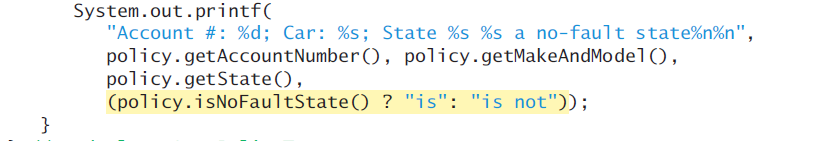 System.out.printf(
"Account #: %d; Car: %s; State %s %s a no-fault state%n%n",
policy.getAccountNumber(), policy.getMakeAndModel(),
policy.getState(),
(policy.isNoFaultState() ? "is": "is not"));
}